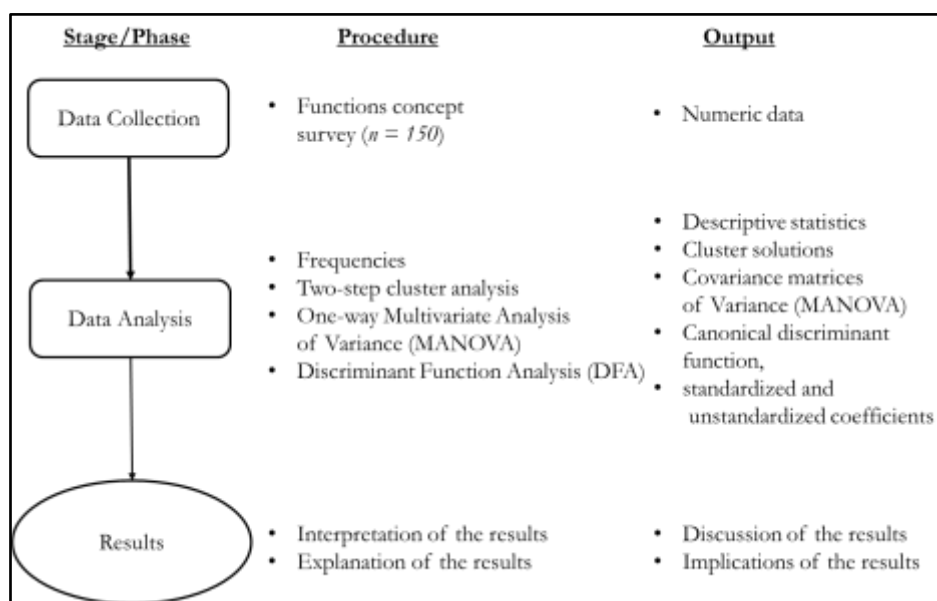 Stage/Phase Procedure Output
Data Collection
• Functions concept
survey (n = 150)
• Numeric data
Data Analysis
• Frequencies
• Two-step cluster analysis
• One-way Multivariate Analysis
of Variance (MANOVA)
• Discriminant Function Analysis (DFA)
• Descriptive statistics
• Cluster solutions
• Covariance matrices
of Variance (MANOVA)
• Canonical discriminant
function,
• standardized and
unstandardized coefficients
Results
• Interpretation of the results
• Explanation of the results
• Discussion of the results
• Implications of the results